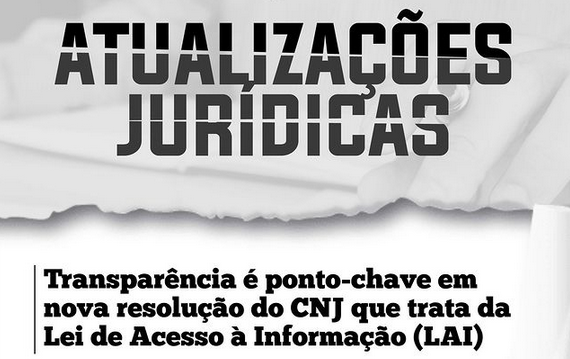 ATUALIZAÇÕES
JURÍDICAS
Transparência é ponto-chave em
nova resolução do CNJ que trata da
Lei de Acesso à Informação (LAI)